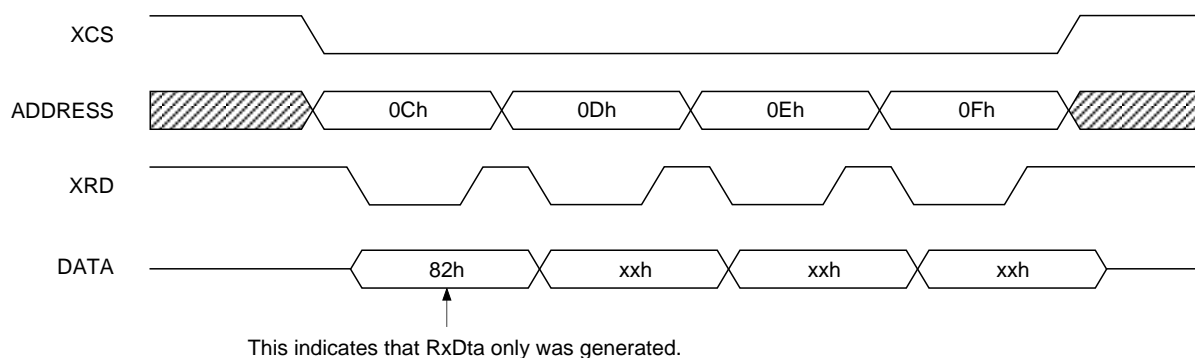 XCS
ADDRESS 0Ch 0Dh 0Eh 0Fh
XRD
DATA 82h xxh xxh xxh
This indicates that RxDta only was generated.